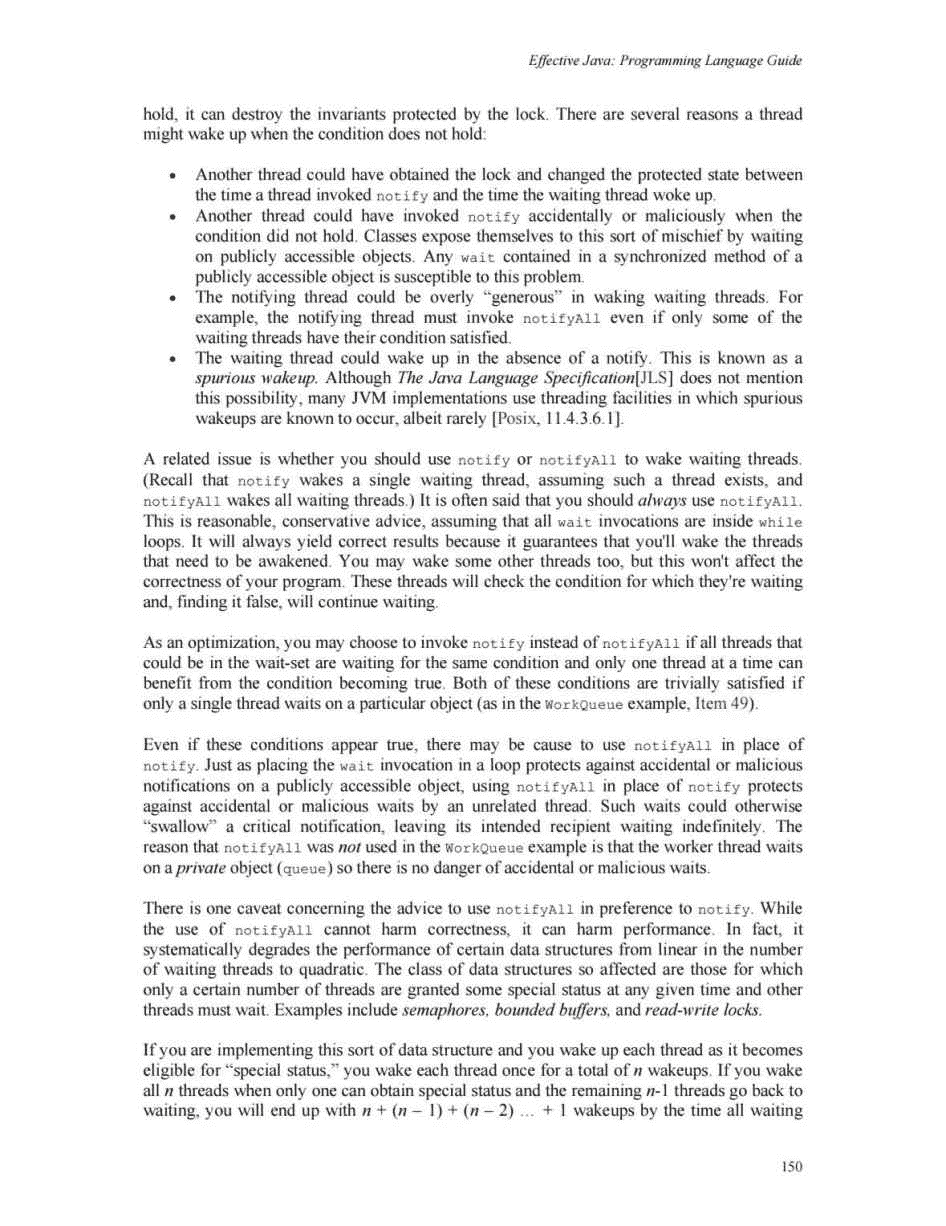 Effective Java: Programming Language Guide
hold, it can destroy the invariants protected by the lock. There are several reasons a thread
might wake up when the condition does not hold:
• Another thread could have obtained the lock and changed the protected state between
the time a thread invoked notify and the time the waiting thread woke up.
• Another thread could have invoked notify accidentally or maliciously when the
condition did not hold. Classes expose themselves to this sort of mischief by waiting
on publicly accessible objects. Any wait contained in a synchronized method of a
publicly accessible object is susceptible to this problem.
• The notifying thread could be overly “generous” in waking waiting threads. For
example, the notifying thread must invoke notifyAll even if only some of the
waiting threads have their condition satisfied.
• The waiting thread could wake up in the absence of a notify. This is known as a
spurious wakeup. Although The Java Language Specification[JLS] does not mention
this possibility, many JVM implementations use threading facilities in which spurious
wakeups are known to occur, albeit rarely [Posix, 11.4.3.6.1].
A related issue is whether you should use notify or notifyAll to wake waiting threads.
(Recall that notify wakes a single waiting thread, assuming such a thread exists, and
notifyAll wakes all waiting threads.) It is often said that you should always use notifyAll.
This is reasonable, conservative advice, assuming that all wait invocations are inside while
loops. It will always yield correct results because it guarantees that you'll wake the threads
that need to be awakened. You may wake some other threads too, but this won't affect the
correctness of your program. These threads will check the condition for which they're waiting
and, finding it false, will continue waiting.
As an optimization, you may choose to invoke notify instead of notifyAll if all threads that
could be in the wait-set are waiting for the same condition and only one thread at a time can
benefit from the condition becoming true. Both of these conditions are trivially satisfied if
only a single thread waits on a particular object (as in the WorkQueue example, Item 49).
Even if these conditions appear true, there may be cause to use notifyAll in place of
notify. Just as placing the wait invocation in a loop protects against accidental or malicious
notifications on a publicly accessible object, using notifyAll in place of notify protects
against accidental or malicious waits by an unrelated thread. Such waits could otherwise
“swallow” a critical notification, leaving its intended recipient waiting indefinitely. The
reason that notifyAll was not used in the WorkQueue example is that the worker thread waits
on a private object (queue) so there is no danger of accidental or malicious waits.
There is one caveat concerning the advice to use notifyAll in preference to notify. While
the use of notifyAll cannot harm correctness, it can harm performance. In fact, it
systematically degrades the performance of certain data structures from linear in the number
of waiting threads to quadratic. The class of data structures so affected are those for which
only a certain number of threads are granted some special status at any given time and other
threads must wait. Examples include semaphores, bounded buffers, and read-write locks.
If you are implementing this sort of data structure and you wake up each thread as it becomes
eligible for “special status,” you wake each thread once for a total of n wakeups. If you wake
all n threads when only one can obtain special status and the remaining n-1 threads go back to
waiting, you will end up with n + (n – 1) + (n – 2) … + 1 wakeups by the time all waiting
150